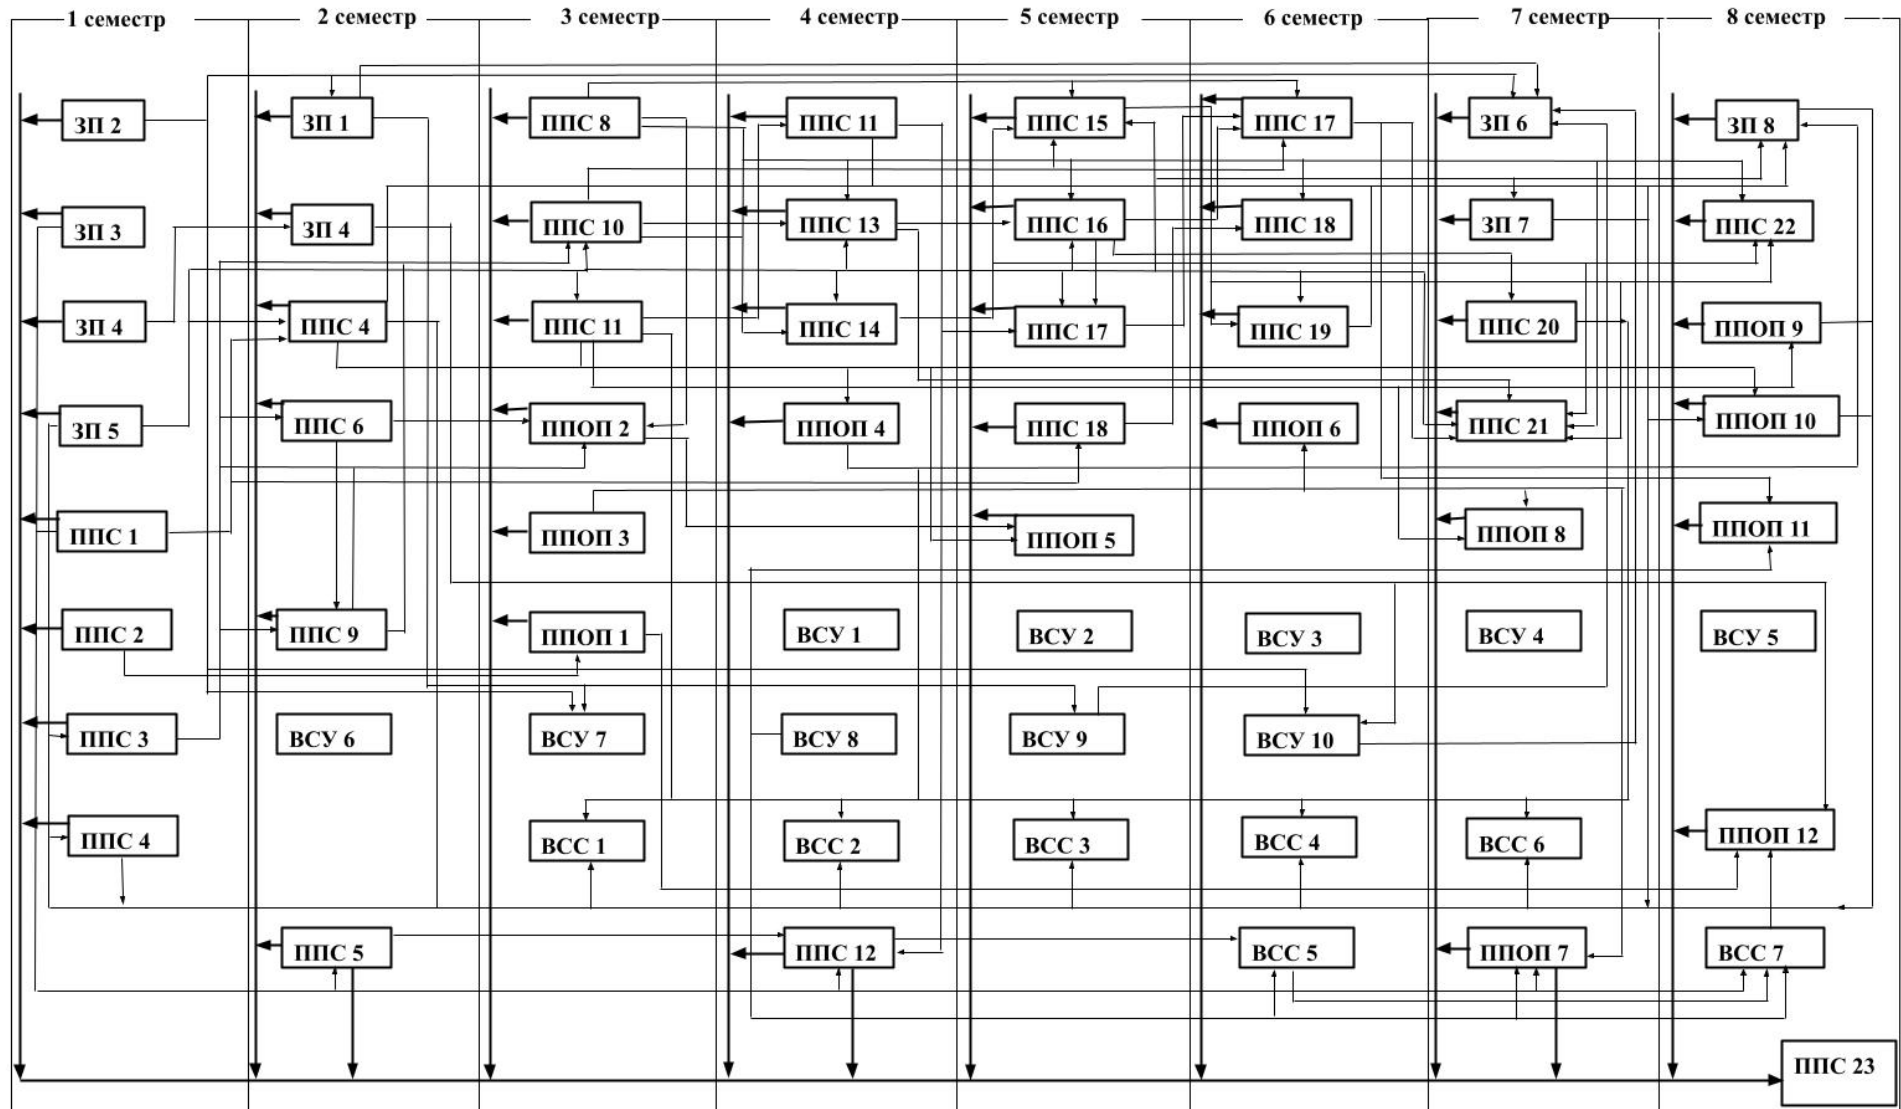 1 семестр 2 семестр 3 семестр 4 семестр 5 семестр 6 семестр 7 семестр 8 семестр
ЗП 2 ЗП 1 ППС 8 ППС 11 ППС 15 ППС 17 ЗП 6 ЗП 8
ЗП 3 ЗП 4 ППС 10 ППС 13 ППС 16 ППС 18 ЗП 7 ППС 22
ЗП 4 ППС 4 ППС 11 ППС 14 ППС 17 ППС 19 ППС 20 ППОП 9
ЗП 5 ППС 6 ППОП 2 ППОП 4 ППС 18 ППОП 6 ППС 21 ППОП 10
ППС 1 ППОП 3 ППОП 5 ППОП 8 ППОП 11
ППС 2 ППС 9 ППОП 1 ВСУ 1 ВСУ 2 ВСУ 3 ВСУ 4 ВСУ 5
ППС 3 ВСУ 6 ВСУ 7 ВСУ 8 ВСУ 9 ВСУ 10
ППС 4 ВСС 1 ВСС 2 ВСС 3 ВСС 4 ВСС 6 ППОП 12
ППС 5 ППС 12 ВСС 5 ППОП 7 ВСС 7
ППС 23